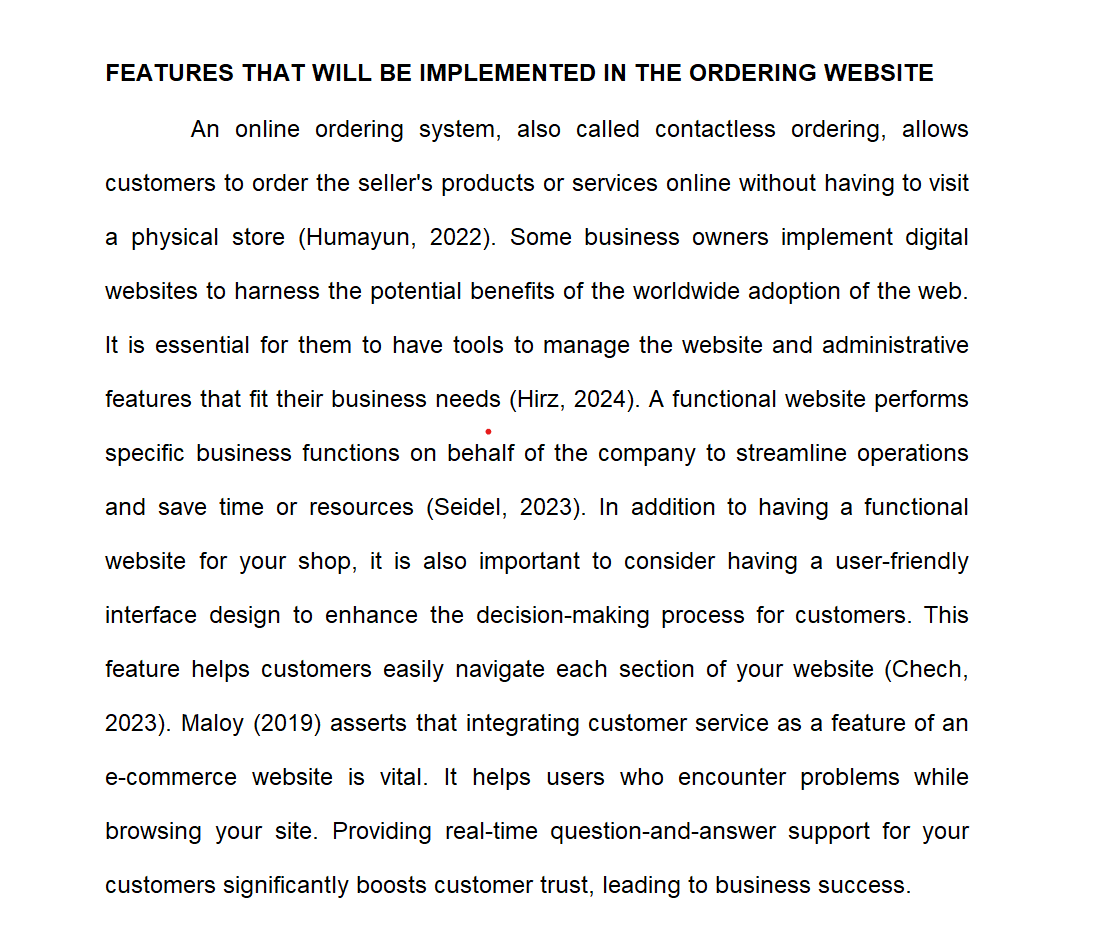 FEATURES THAT WILL BE IMPLEMENTED IN THE ORDERING WEBSITE
An online ordering system, also called contactless ordering, allows
customers to order the seller's products or services online without having to visit
a physical store (Humayun, 2022). Some business owners implement digital
websites to harness the potential benefits of the worldwide adoption of the web.
It is essential for them to have tools to manage the website and administrative
features that fit their business needs (Hirz, 2024). A functional website performs
specific business functions on behalf of the company to streamline operations
and save time or resources (Seidel, 2023). In addition to having a functional
website for your shop, it is also important to consider having a user-friendly
interface design to enhance the decision-making process for customers. This
feature helps customers easily navigate each section of your website (Chech,
2023). Maloy (2019) asserts that integrating customer service as a feature of an
e-commerce website is vital. It helps users who encounter problems while
browsing your site. Providing real-time question-and-answer support for your
customers significantly boosts customer trust, leading to business success.